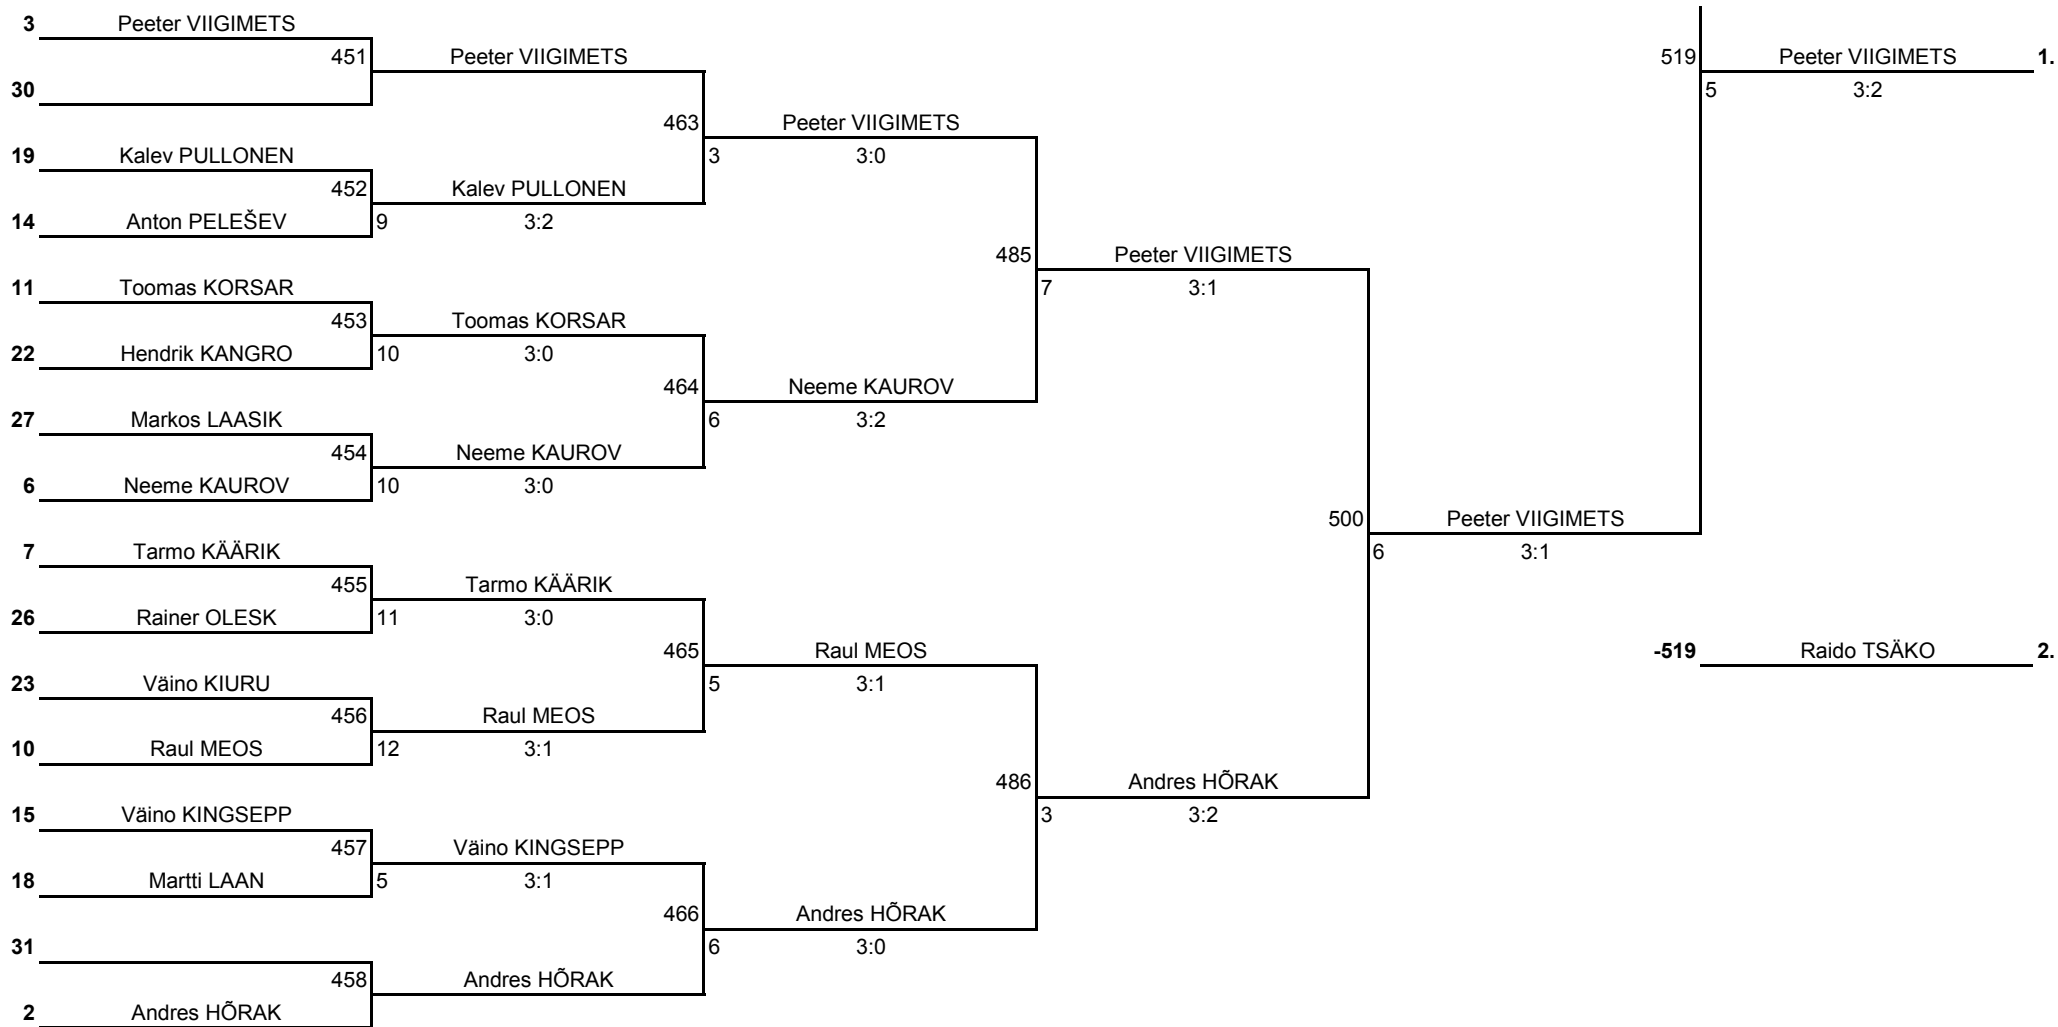 3 Peeter VIIGIMETS
451 Peeter VIIGIMETS 519 Peeter VIIGIMETS 1.
30 5 3:2
463 Peeter VIIGIMETS
19 Kalev PULLONEN 3 3:0
452 Kalev PULLONEN
14 Anton PELEŠEV 9 3:2
485 Peeter VIIGIMETS
11 Toomas KORSAR 7 3:1
453 Toomas KORSAR
22 Hendrik KANGRO 10 3:0
464 Neeme KAUROV
27 Markos LAASIK 6 3:2
454 Neeme KAUROV
6 Neeme KAUROV 10 3:0
500 Peeter VIIGIMETS
7 Tarmo KÄÄRIK 6 3:1
455 Tarmo KÄÄRIK
26 Rainer OLESK 11 3:0
465 Raul MEOS -519 Raido TSÄKO 2.
23 Väino KIURU 5 3:1
456 Raul MEOS
10 Raul MEOS 12 3:1
486 Andres HÕRAK
15 Väino KINGSEPP 3 3:2
457 Väino KINGSEPP
18 Martti LAAN 5 3:1
466 Andres HÕRAK
31 6 3:0
458 Andres HÕRAK
2 Andres HÕRAK